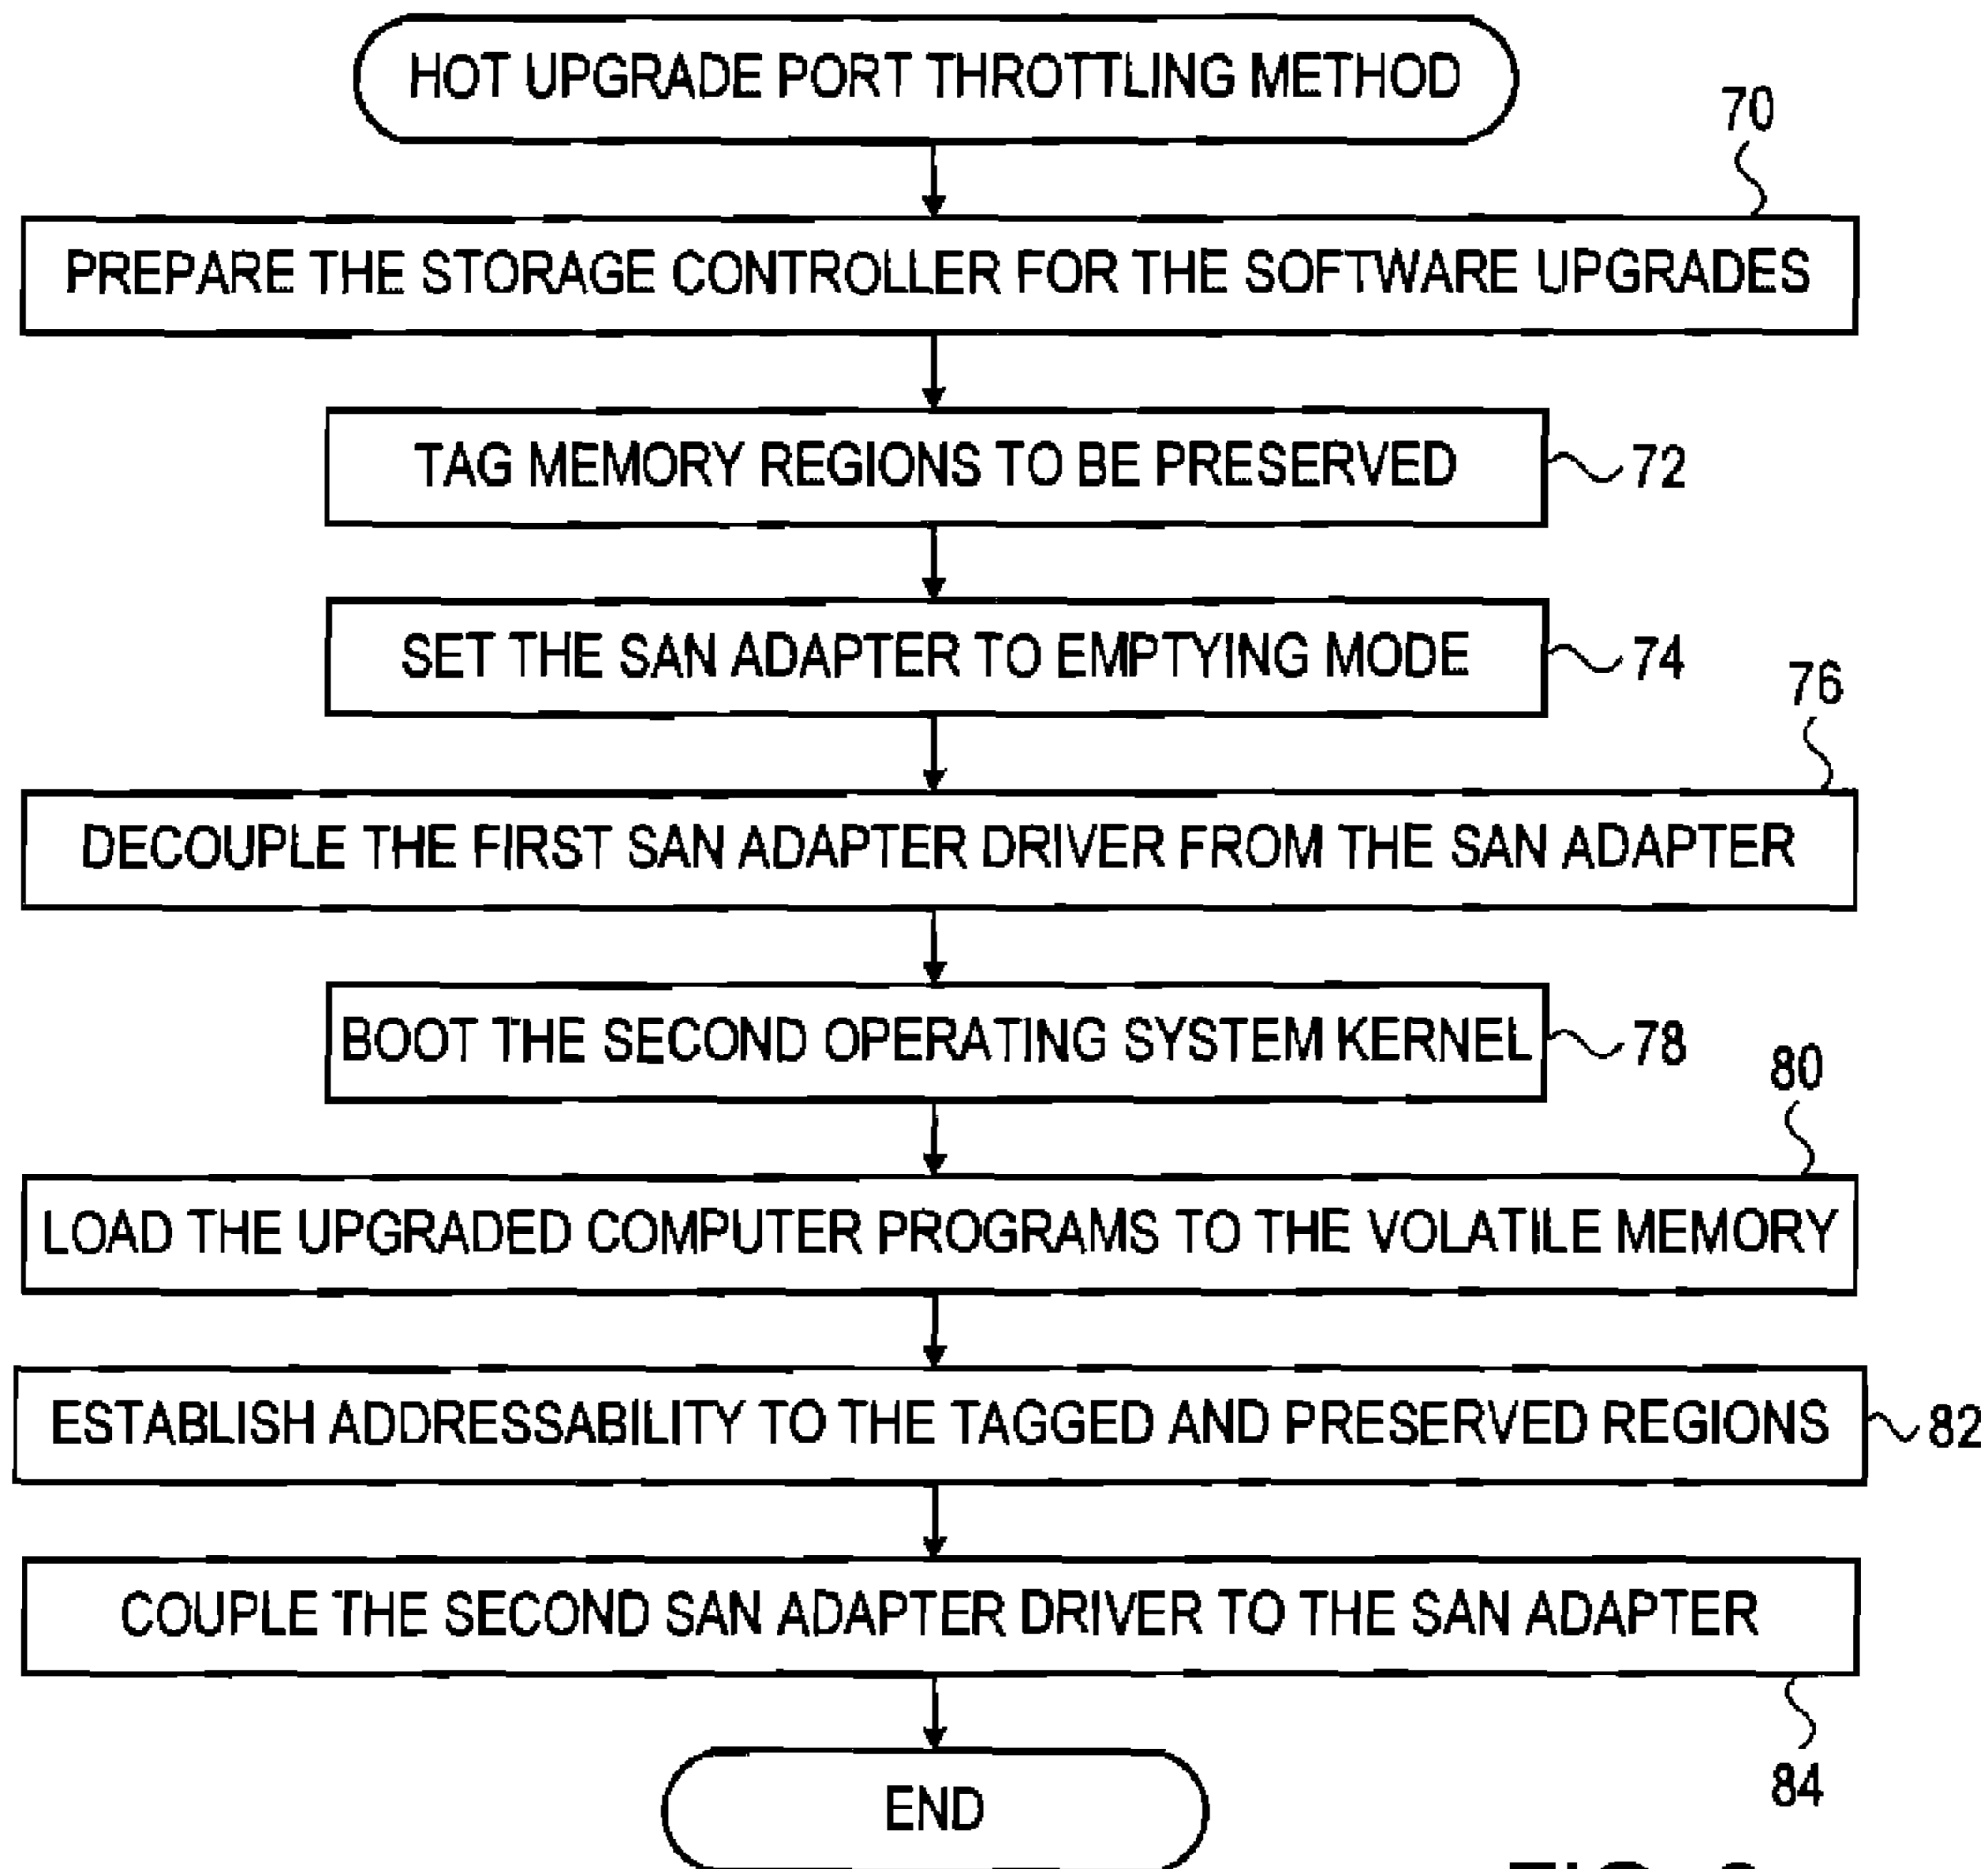 HOT UPGRADE PORT THROTTLING METHOD
70
PREPARE THE STORAGE CONTROLLER FOR THE SOFTWARE UPGRADES
TAG MEMORY REGIONS TO BE PRESERVED
72
SET THE SAN ADAPTER TO EMPTYING MODE
74
76
DECOUPLE THE FIRST SAN ADAPTER DRIVER FROM THE SAN ADAPTER
BOOT THE SECOND OPERATING SYSTEM KERNEL
78
80
LOAD THE UPGRADED COMPUTER PROGRAMS TO THE VOLATILE MEMORY
ESTABLISH ADDRESSABILITY TO THE TAGGED AND PRESERVED REGIONS
82
COUPLE THE SECOND SAN ADAPTER DRIVER TO THE SAN ADAPTER
84
END